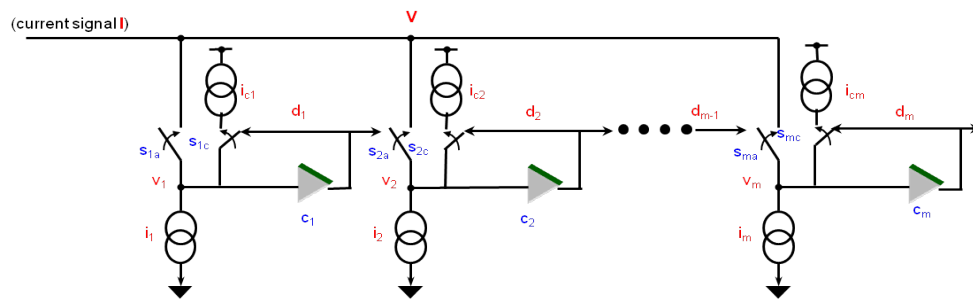 (current signal I)
V
ic1
ic2
icm
d1
d2
dm-1
dm
s1a
s1c
s2a
s2c
sma
smc
v1
v2
vm
c1
c2
cm
i1
i2
im